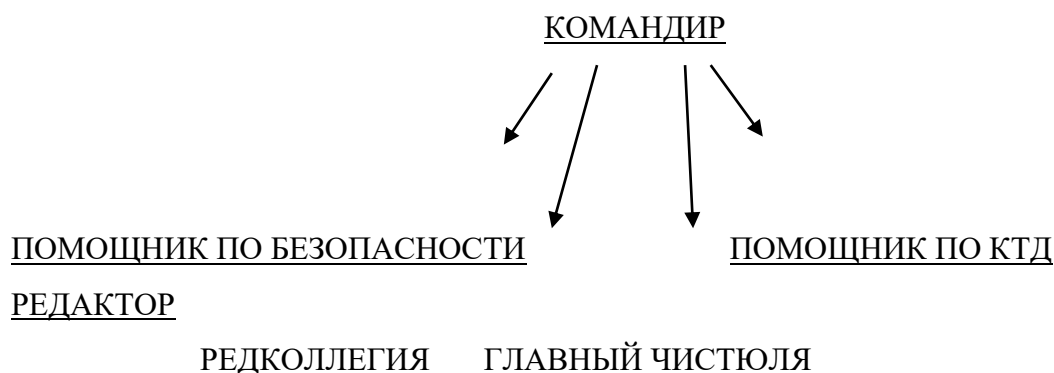 КОМАНДИР
ПОМОЩНИК ПО БЕЗОПАСНОСТИ ПОМОЩНИК ПО КТД
РЕДАКТОР
РЕДКОЛЛЕГИЯ ГЛАВНЫЙ ЧИСТЮЛЯ